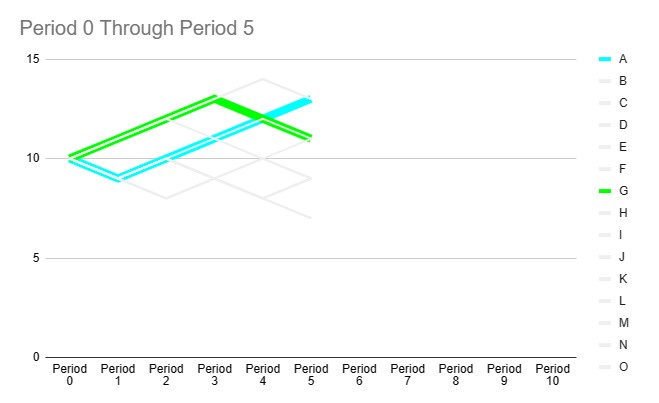 Period 0 Through Period 5
15
10
5
0
Period 0
Period 1
Period 2
Period 3
Period 4
Period 5
Period 6
Period 7
Period 8
Period 9
Period 10
A
B
C
D
E
F
G
H
I
J
K
L
M
N
O